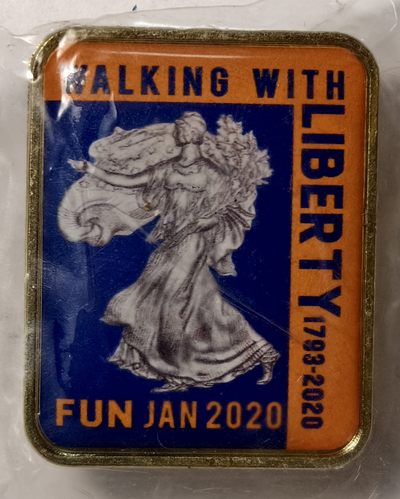 WALKING WITH
LIBERTY
1793-2020
FUN JAN 2020